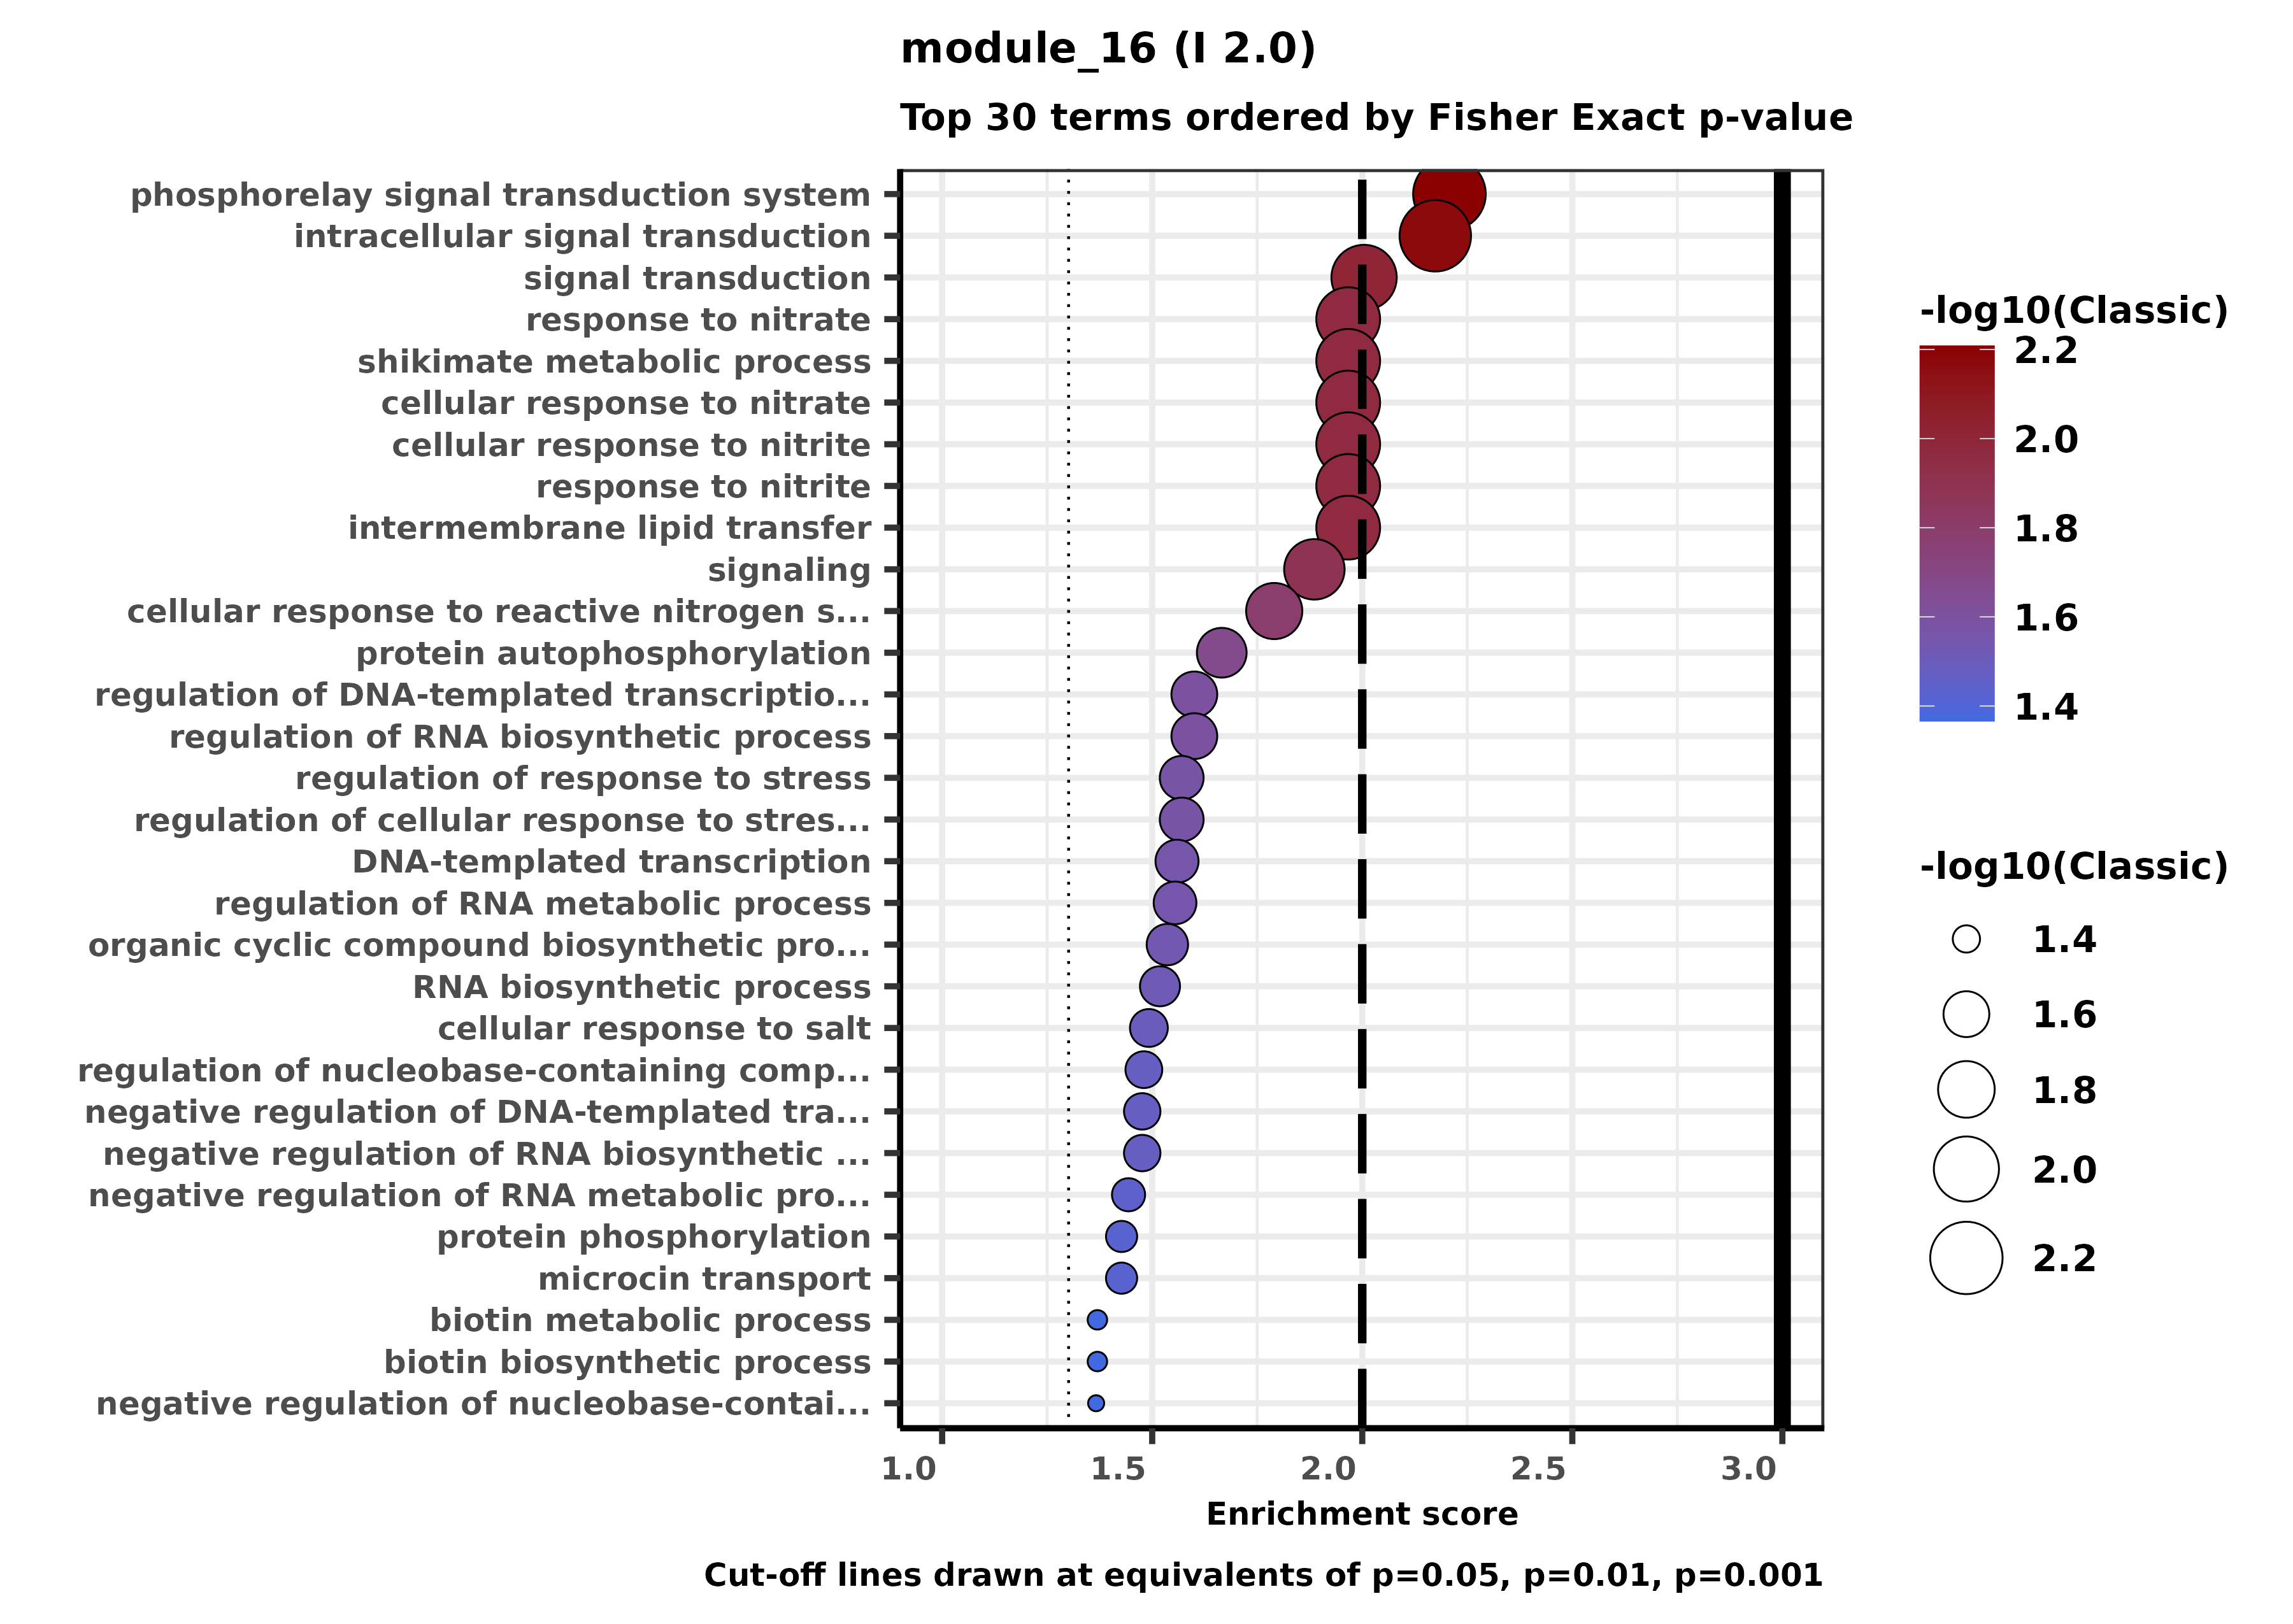 module_16 (I 2.0)
Top 30 terms ordered by Fisher Exact p-value
phosphorelay signal transduction system
intracellular signal transduction
signal transduction
response to nitrate
shikimate metabolic process
cellular response to nitrate
cellular response to nitrite
response to nitrite
intermembrane lipid transfer
signaling
cellular response to reactive nitrogen s...
protein autophosphorylation
regulation of DNA-templated transcriptio...
regulation of RNA biosynthetic process
regulation of response to stress
regulation of cellular response to stres...
DNA-templated transcription
regulation of RNA metabolic process
organic cyclic compound biosynthetic pro...
RNA biosynthetic process
cellular response to salt
regulation of nucleobase-containing comp...
negative regulation of DNA-templated tra...
negative regulation of RNA biosynthetic ...
negative regulation of RNA metabolic pro...
protein phosphorylation
microcin transport
biotin metabolic process
biotin biosynthetic process
negative regulation of nucleobase-contai...
1.0 1.5 2.0 2.5 3.0
Enrichment score
Cut-off lines drawn at equivalents of p=0.05, p=0.01, p=0.001
-log10(Classic)
2.2
2.0
1.8
1.6
1.4
-log10(Classic)
1.4
1.6
1.8
2.0
2.2